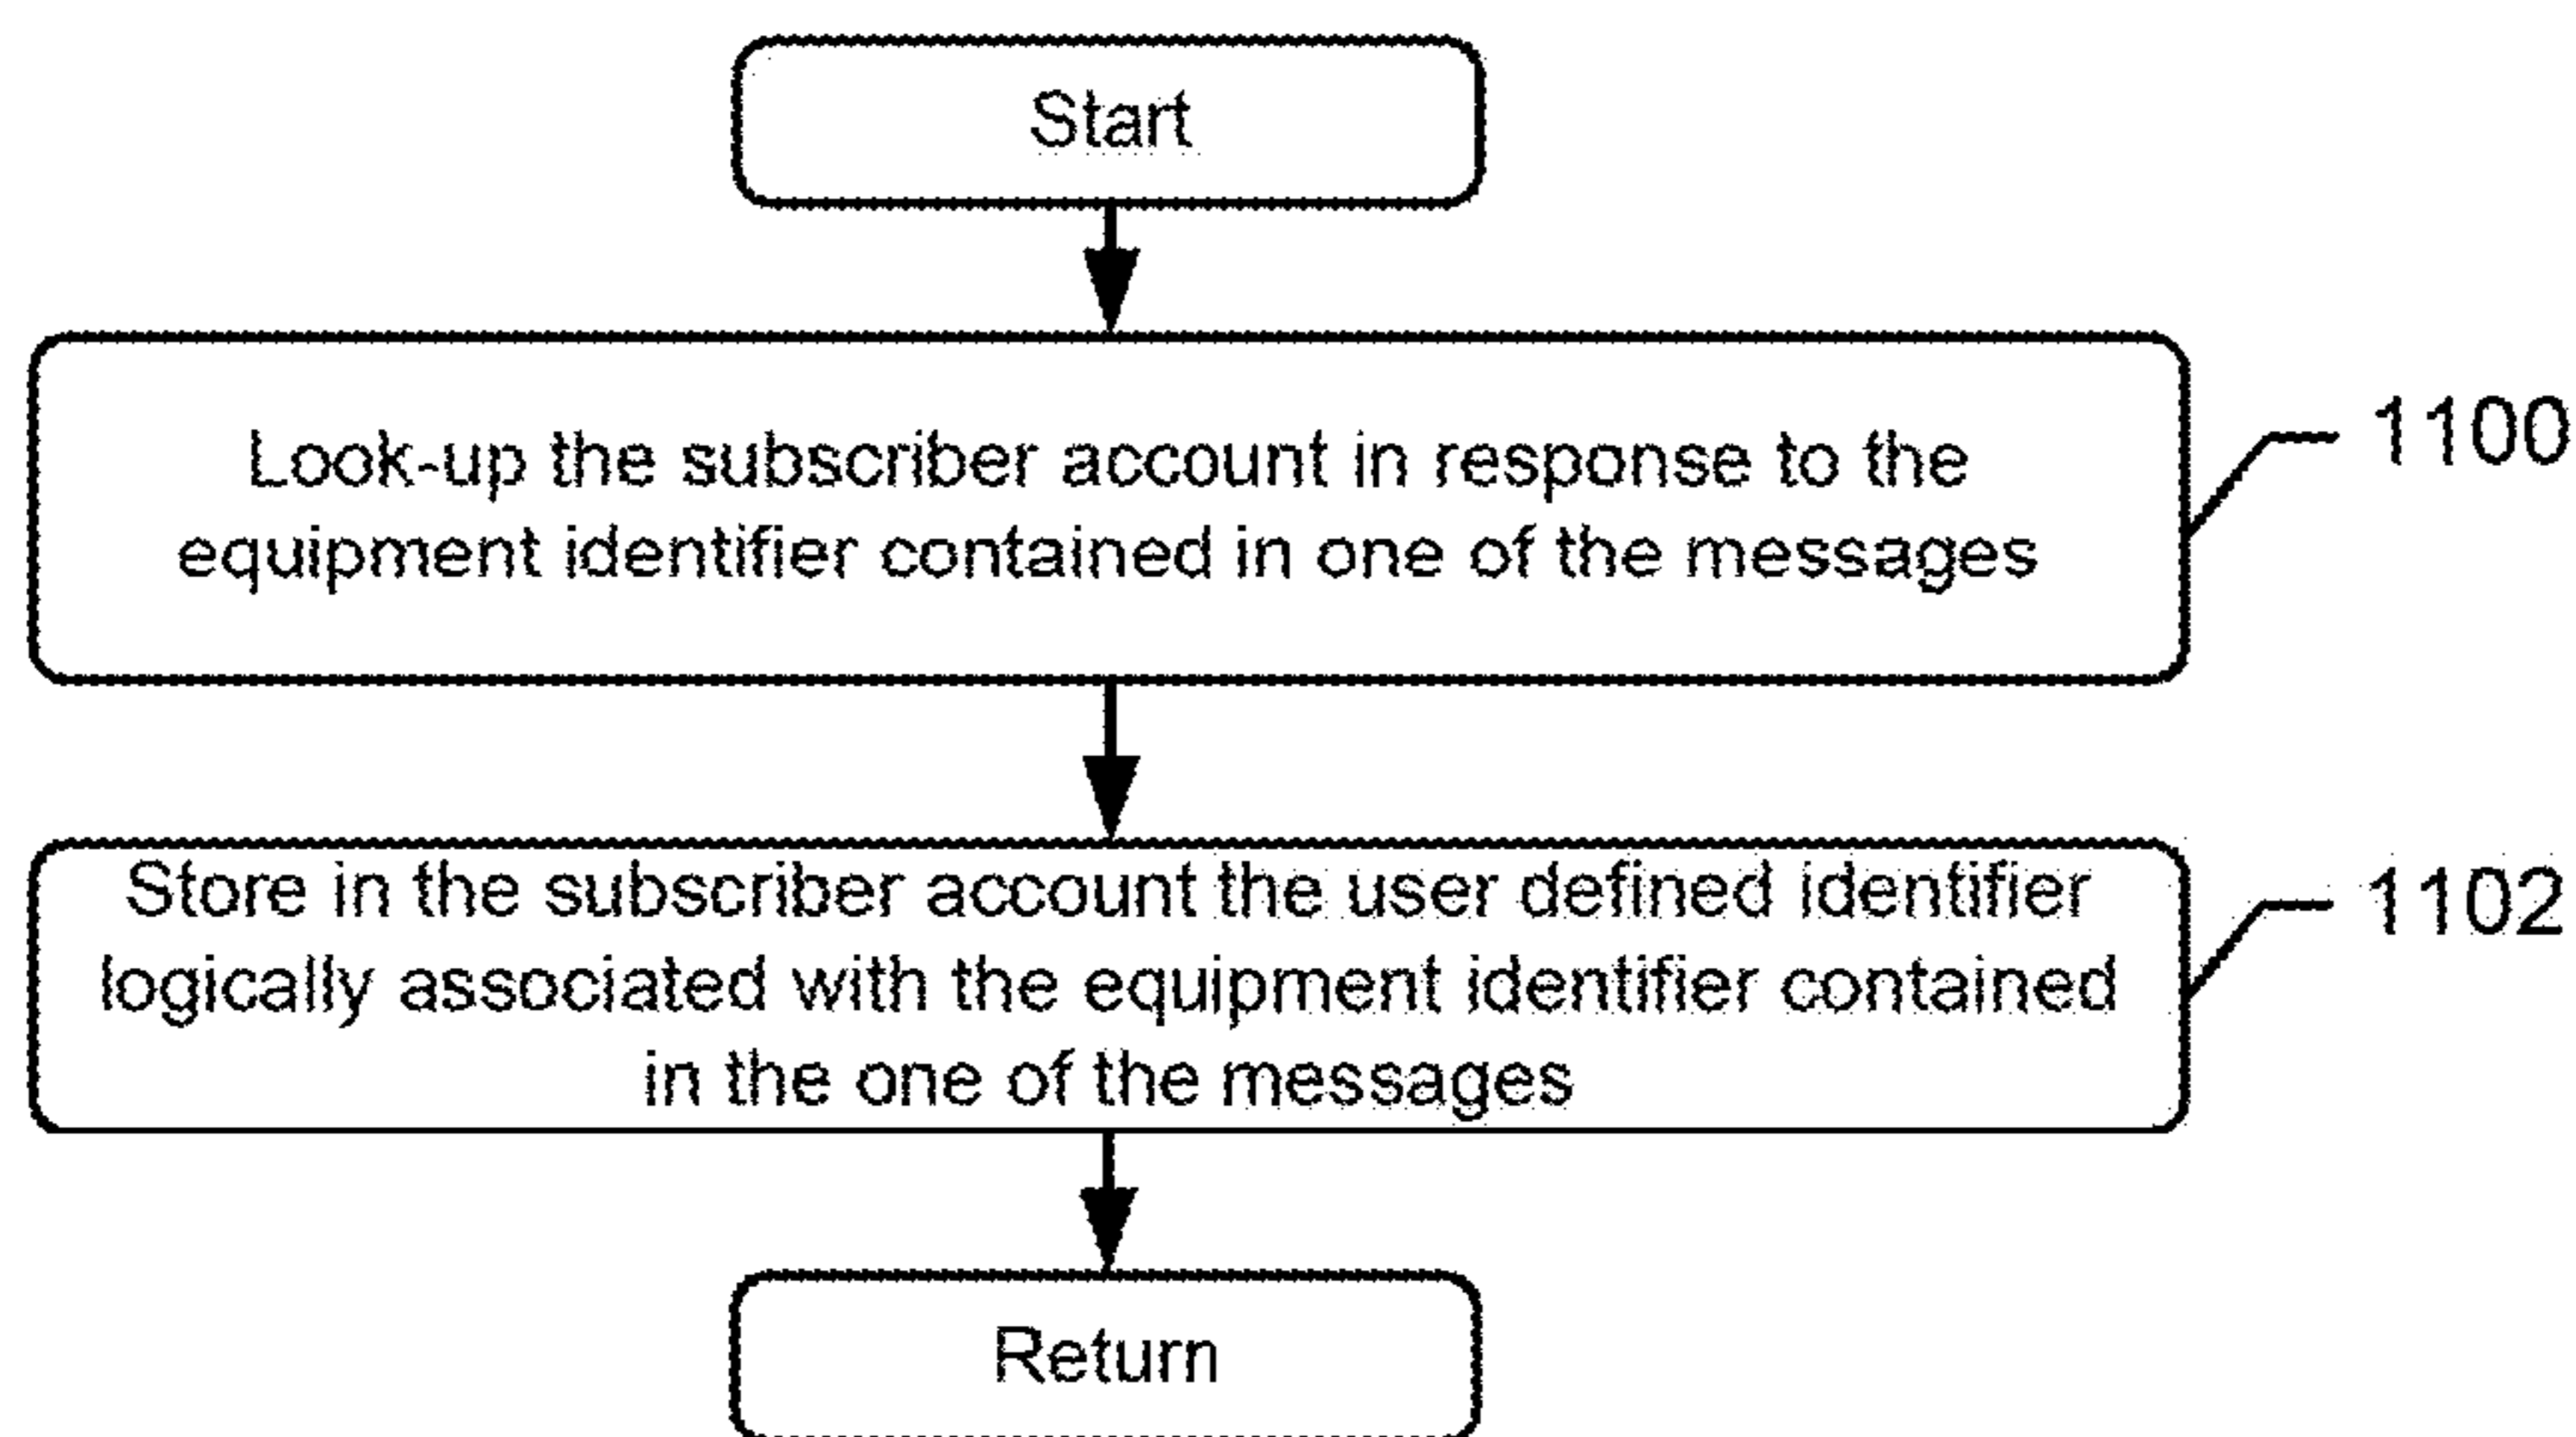 Start
Look-up the subscriber account in response to the
equipment identifier contained in one of the messages
1100
Store in the subscriber account the user defined identifier
logically associated with the equipment identifier contained
in the one of the messages
1102
Return